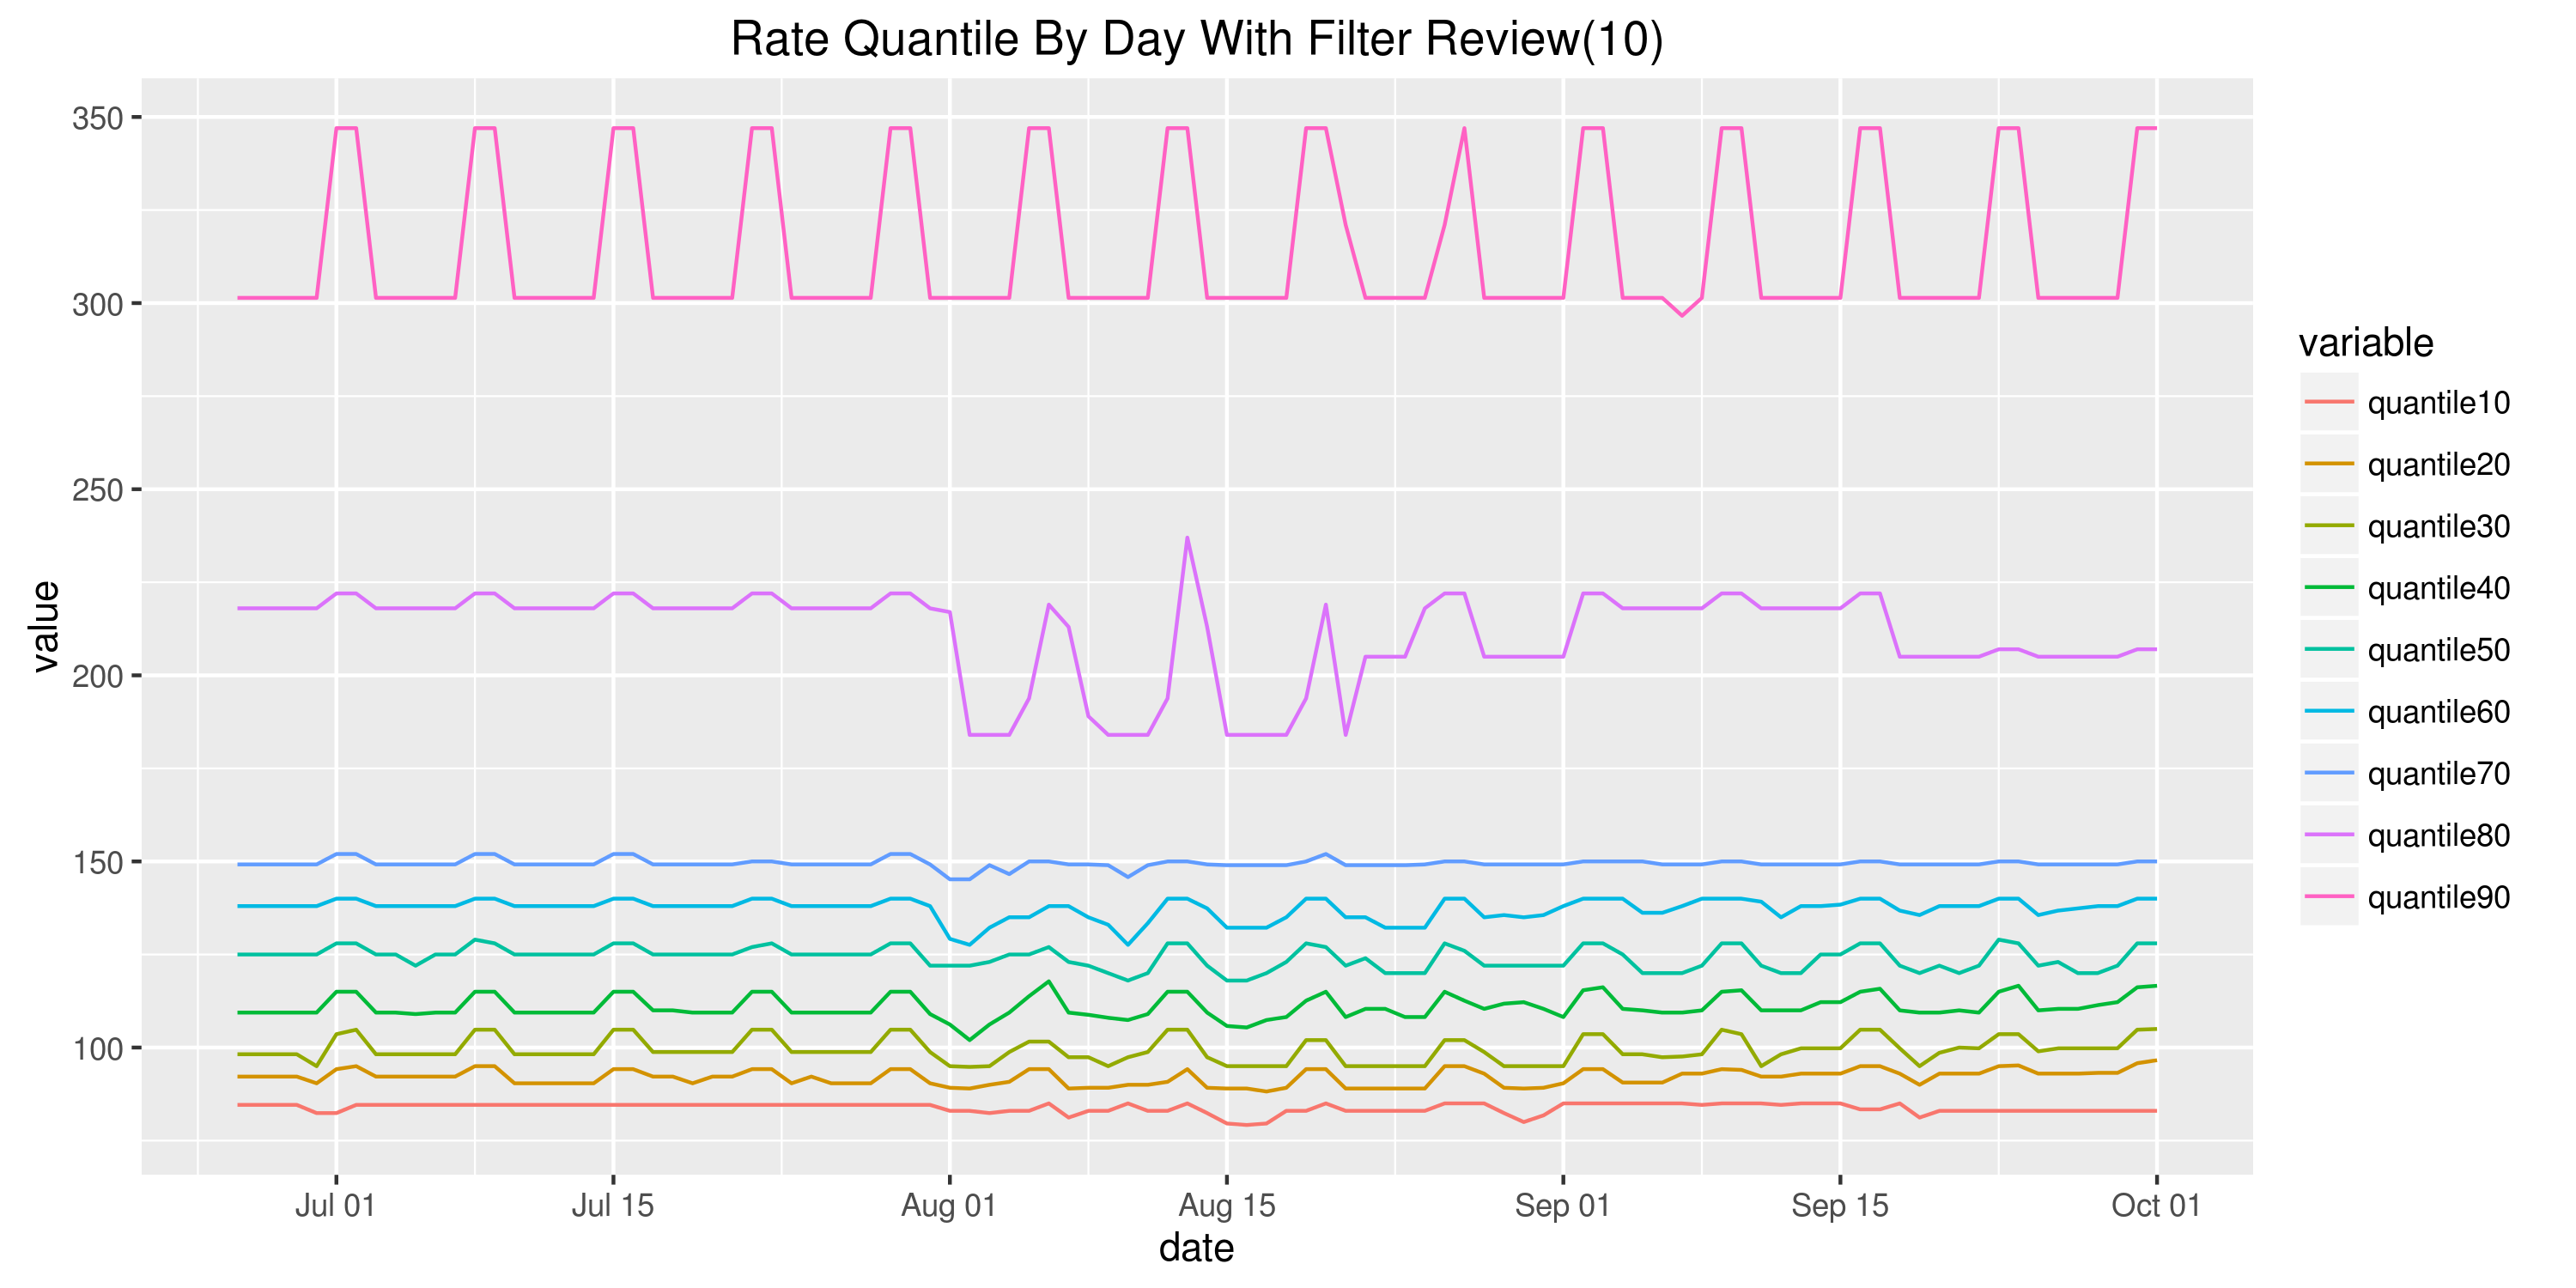 Rate Quantile By Day With Filter Review(10)
350
300
250
200
150
100
value
Jul 01
Jul 15
Aug 01
Aug 15
Sep 01
Sep 15
Oct 01
date
variable
quantile10
quantile20
quantile30
quantile40
quantile50
quantile60
quantile70
quantile80
quantile90